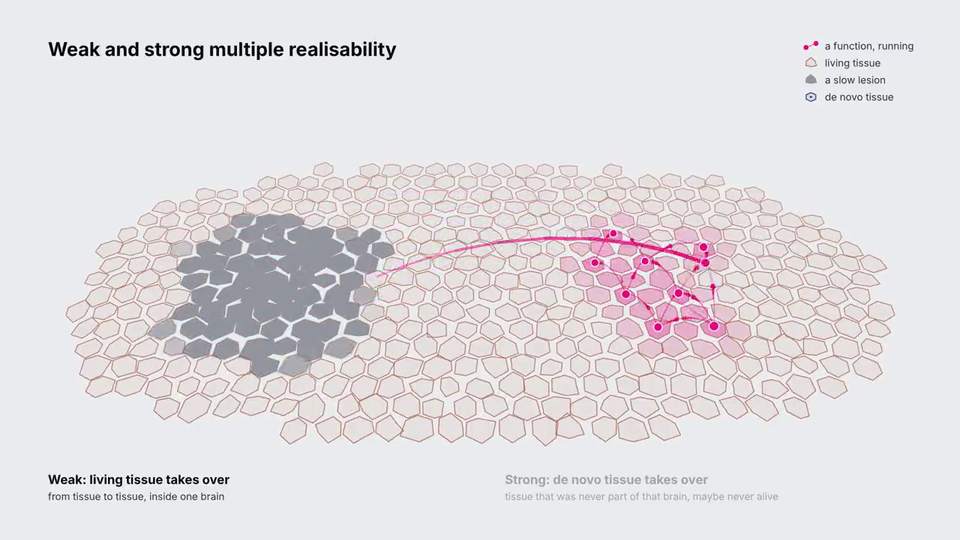 Weak and strong multiple realisability
a function, running
living tissue
a slow lesion
de novo tissue
Weak: living tissue takes over
from tissue to tissue, inside one brain
Strong: de novo tissue takes over
tissue that was never part of that brain, maybe never alive